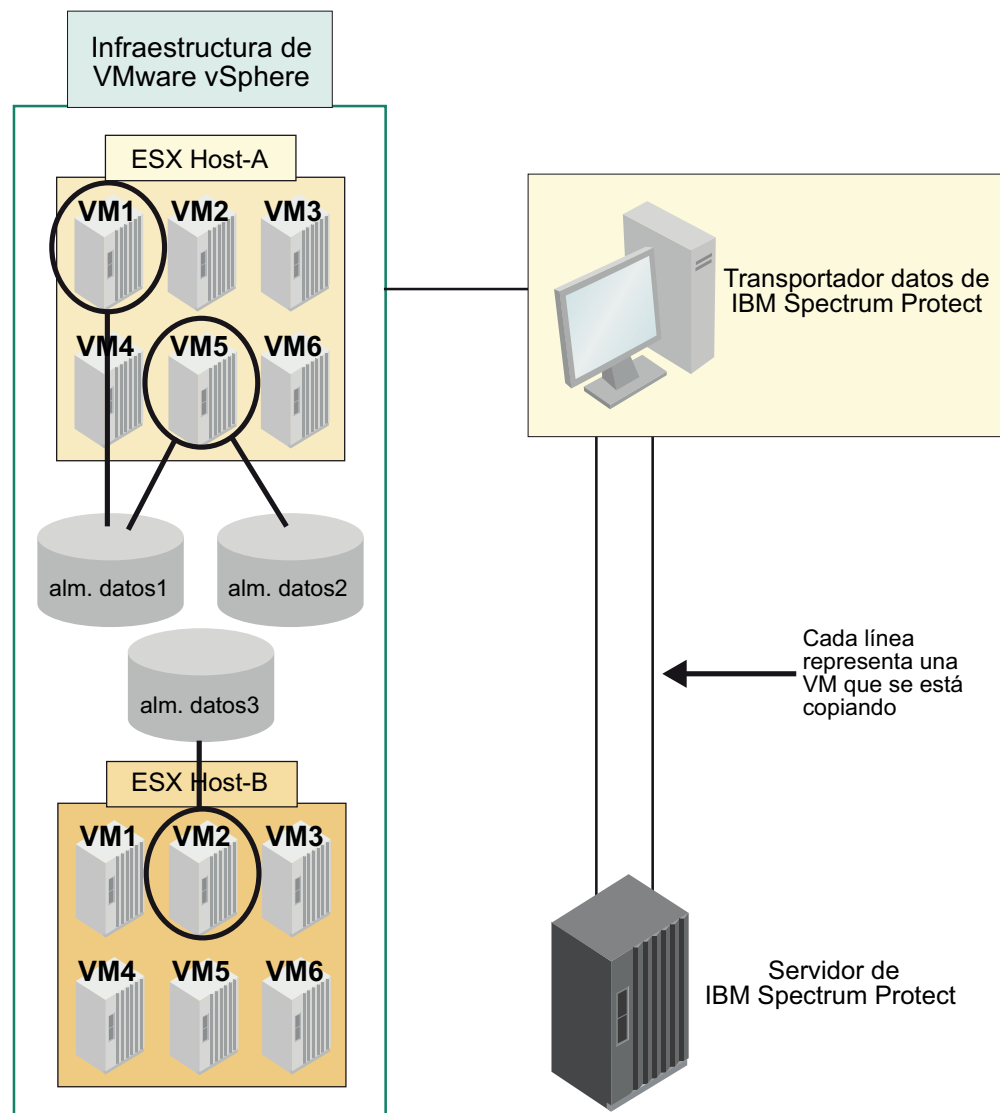 Infraestructura de
VMware vSphere
ESX Host-A
VM1 VM2 VM3
VM4 VM5 VM6
alm. datos1
alm. datos2
alm. datos3
ESX Host-B
VM1 VM2 VM3
VM4 VM5 VM6
Transportador datos de
IBM Spectrum Protect
Cada línea
representa una
VM que se está
copiando
Servidor de
IBM Spectrum Protect